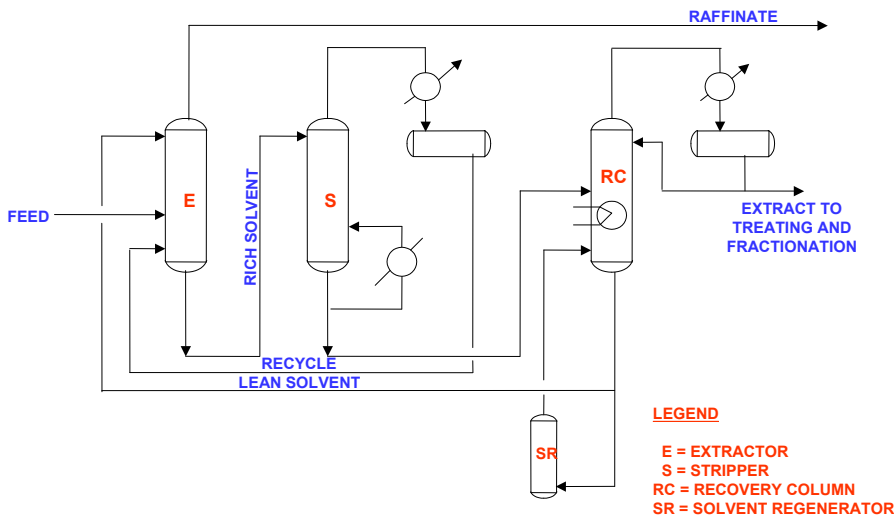 RAFFINATE
E
S
RC
FEED
RICH SOLVENT
EXTRACT TO
TREATING AND
FRACTIONATION
RECYCLE
LEAN SOLVENT
SR
LEGEND
E = EXTRACTOR
S = STRIPPER
RC = RECOVERY COLUMN
SR = SOLVENT REGENERATOR